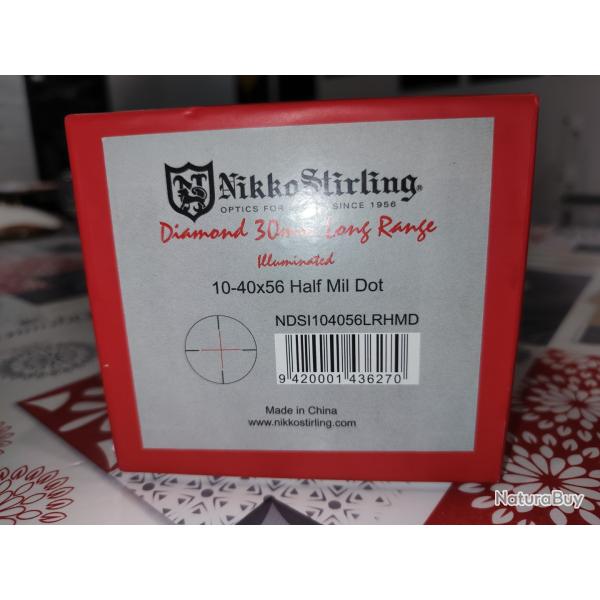 NikkoStirling®
OPTICS FOR SINCE 1956
Diamond 30mm Long Range
Illuminated
10-40x56 Half Mil Dot
NDSI104056LRHMD
9 420001 436270
Made in China
www.nikkostirling.com
NaturaBuy